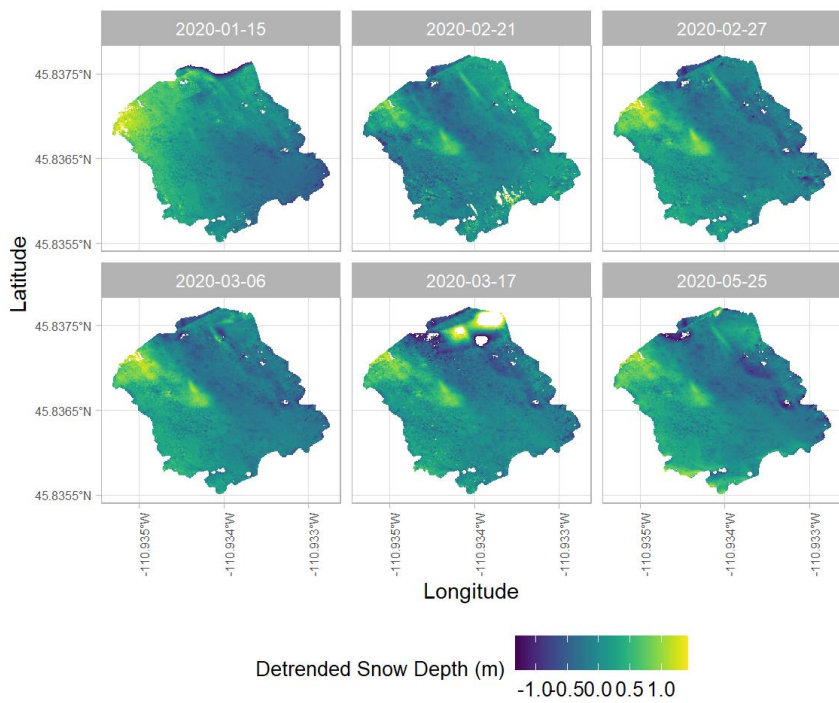 2020-01-15 2020-02-21 2020-02-27
45.8375°N
45.8365°N
45.8355°N
Latitude
2020-03-06 2020-03-17 2020-05-25
45.8375°N
45.8365°N
45.8355°N
-110.935°W -110.934°W -110.933°W -110.935°W -110.934°W -110.933°W -110.935°W -110.934°W -110.933°W
Longitude
Detrended Snow Depth (m)
-1.0-0.50.0 0.5 1.0